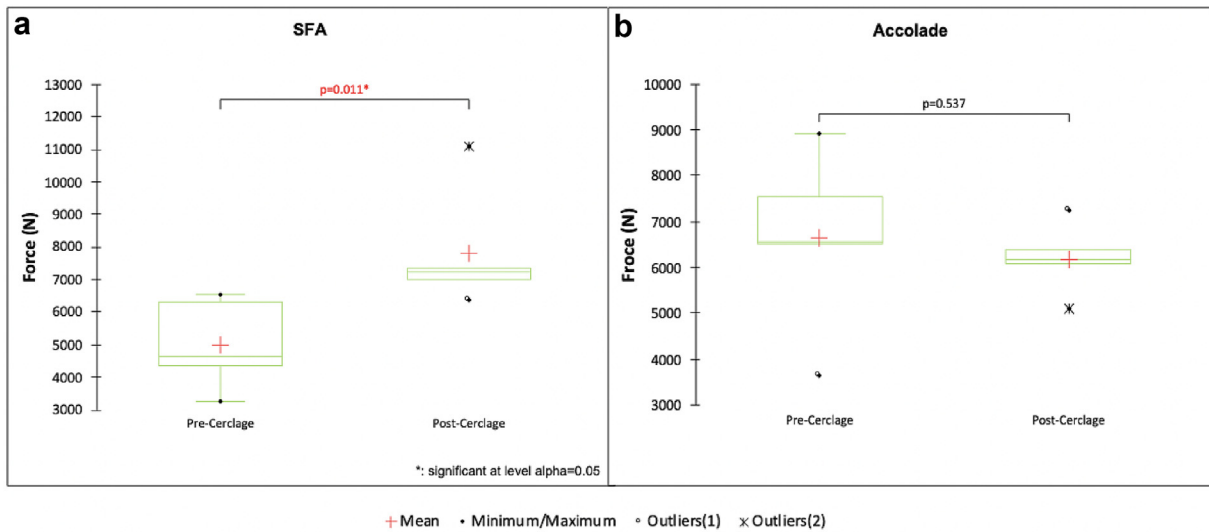 a
SFA
13000
12000
11000
10000
9000
8000
7000
6000
5000
4000
3000
Force (N)
p=0.011*
Pre-Cerclage
Post-Cerclage
*: significant at level alpha=0.05
b
Accolade
10000
9000
8000
7000
6000
5000
4000
3000
Froce (N)
p=0.537
Pre-Cerclage
Post-Cerclage
Mean Minimum/Maximum Outliers(1) Outliers(2)